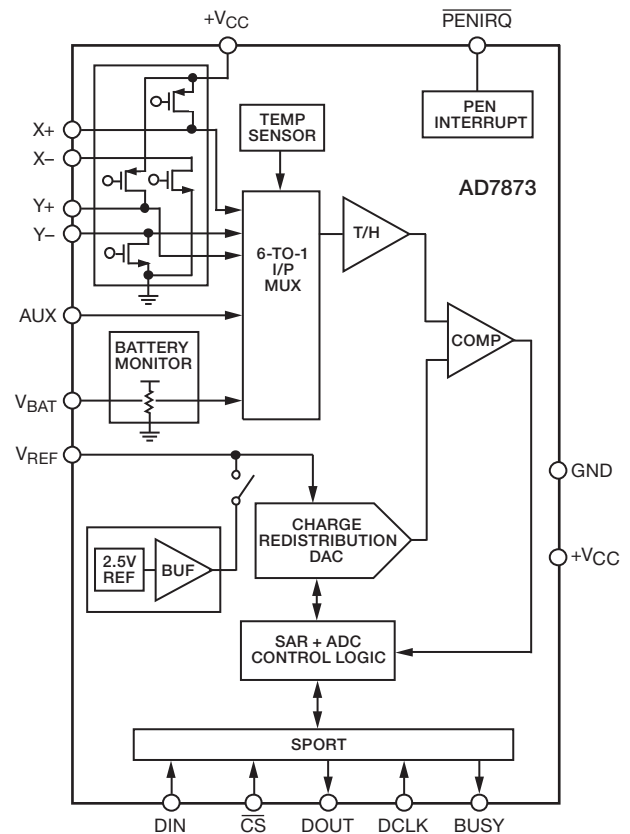 +VCC
PENIRQ
X+
X−
Y+
Y−
AUX
VBAT
VREF
TEMP
SENSOR
PEN
INTERRUPT
AD7873
6-TO-1
I/P
MUX
T/H
COMP
BATTERY
MONITOR
GND
+VCC
2.5V
REF
BUF
CHARGE
REDISTRIBUTION
DAC
SAR + ADC
CONTROL LOGIC
SPORT
DIN
CS
DOUT
DCLK
BUSY